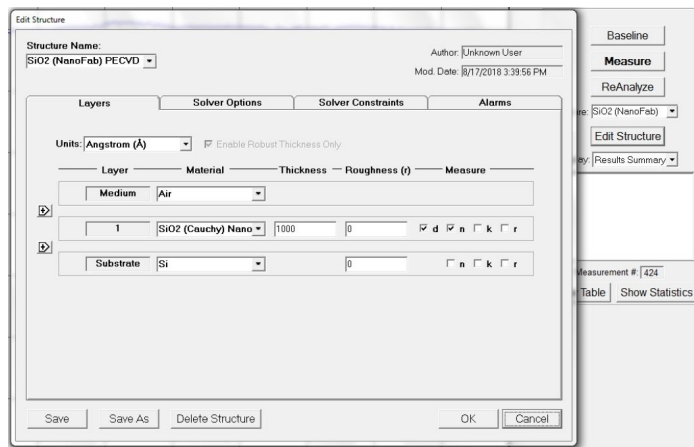 Edit Structure
Structure Name:
SiO2 (NanoFab) PECVD
Author: Unknown User
Mod. Date: 8/17/2018 3:39:56 PM
Layers Solver Options Solver Constraints Alarms
Units: Angstrom (Å) Enable Robust Thickness Only
Layer Material Thickness Roughness (r) Measure
Medium Air
1 SiO2 (Cauchy) Nano 1000 0 d n k r
Substrate Si 0 n k r
Save Save As Delete Structure OK Cancel
Baseline
Measure
ReAnalyze
re: SiO2 (NanoFab)
Edit Structure
ay: Results Summary
Measurement #: 424
Table Show Statistics